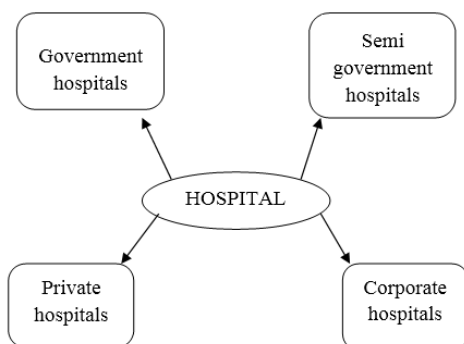 Government
hospitals
Semi
government
hospitals
HOSPITAL
Private
hospitals
Corporate
hospitals